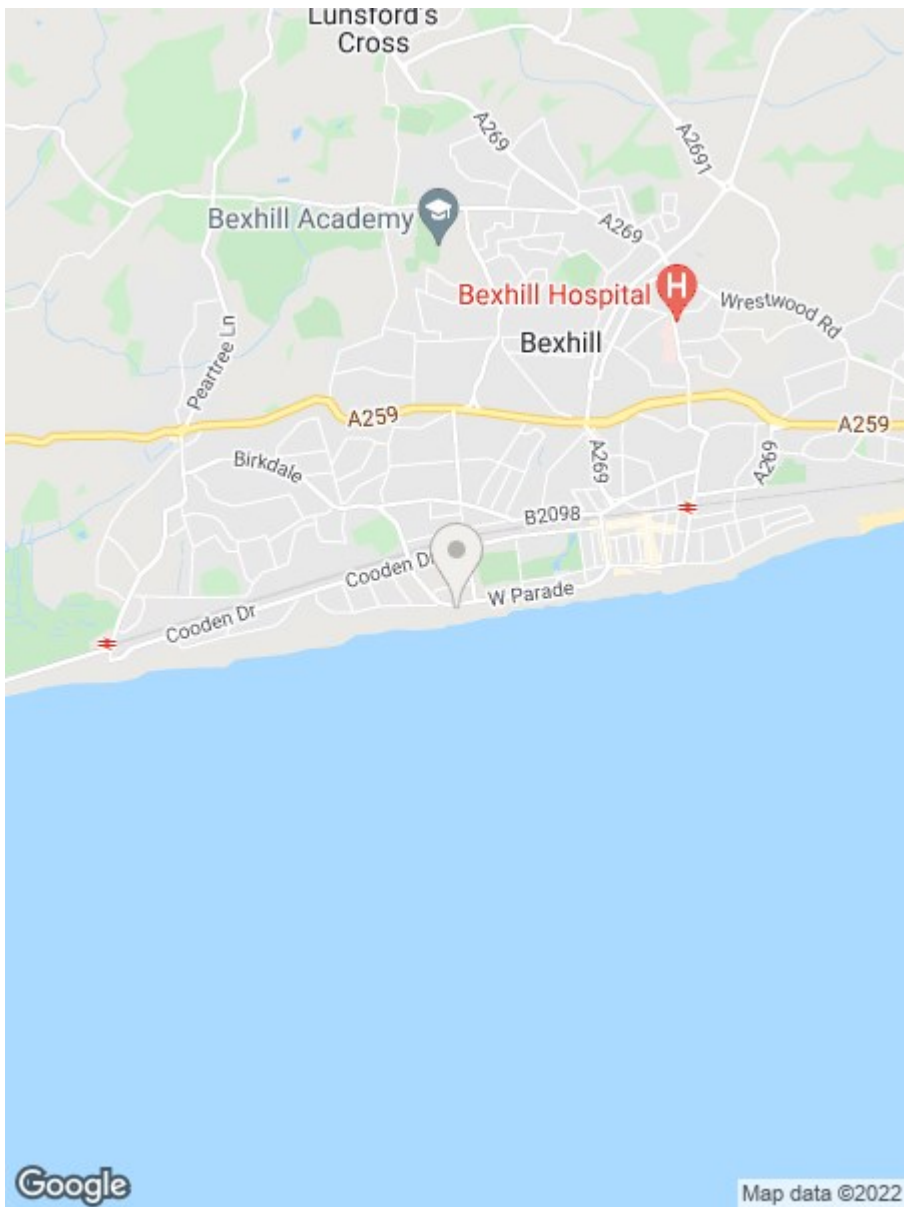 Lunsford's
Cross
A269
A2691
Bexhill Academy
A269
Bexhill Hospital
H
Wrestwood Rd
Peartree Ln
Bexhill
A259
A259
Birkdale
A269
A269
B2098
Cooden Dr
W Parade
Cooden Dr
Google
Map data ©2022